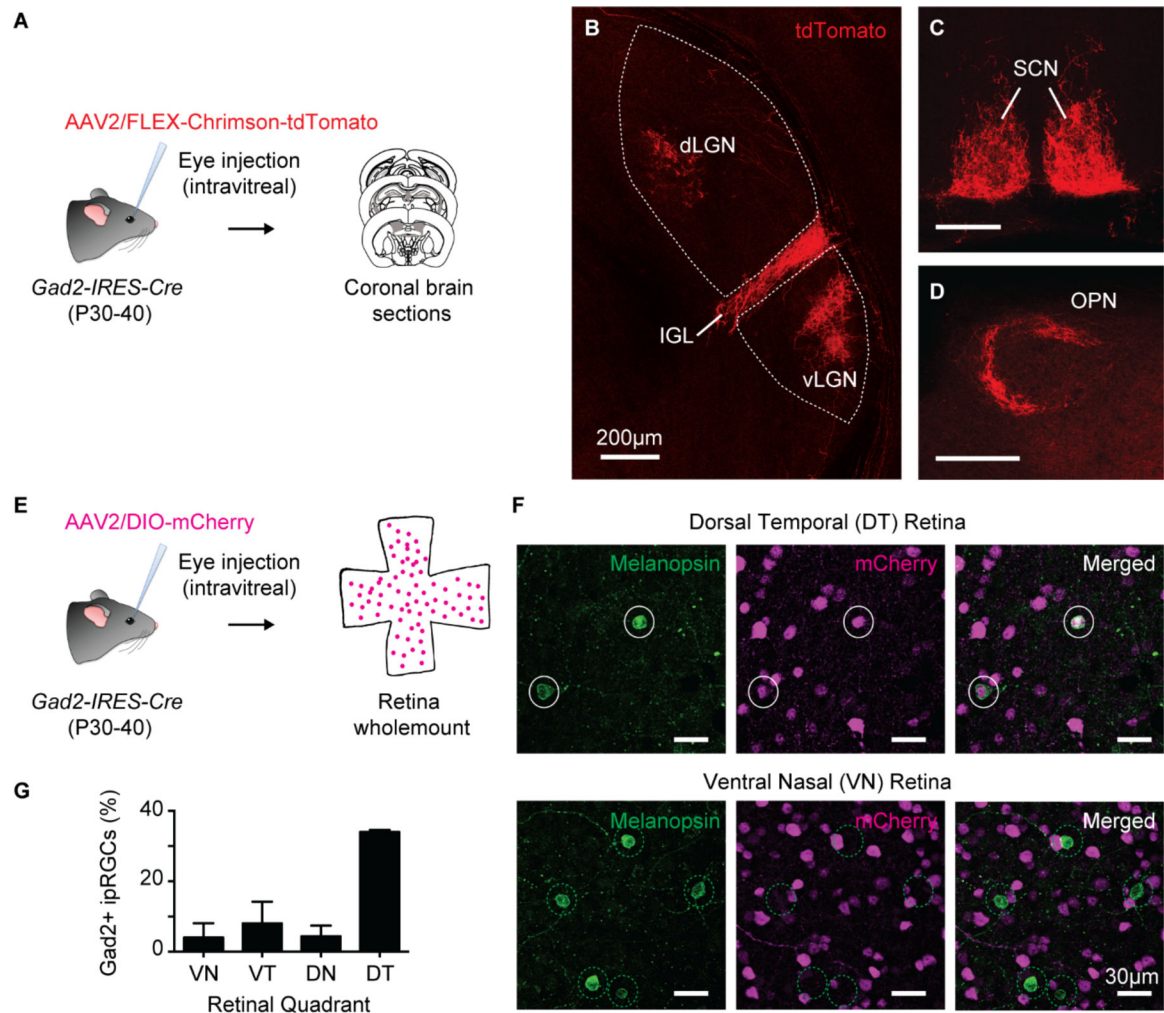 A
AAV2/FLEX-Chrimson-tdTomato
Eye injection
(intravitreal)
Gad2-IRES-Cre
(P30-40)
Coronal brain
sections
B
tdTomato
dLGN
IGL
vLGN
200µm
C
SCN
D
OPN
E
AAV2/DIO-mCherry
Eye injection
(intravitreal)
Gad2-IRES-Cre
(P30-40)
Retina
wholemount
F
Dorsal Temporal (DT) Retina
Melanopsin
mCherry
Merged
Ventral Nasal (VN) Retina
Melanopsin
mCherry
Merged
30µm
G
Gad2+ ipRGCs (%)
40
20
0
VN VT DN DT
Retinal Quadrant